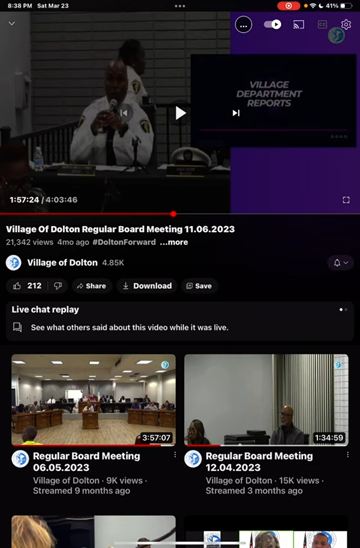 8:38 PM Sat Mar 23
41%
VILLAGE
DEPARTMENT
REPORTS
1:57:24 / 4:03:46
Village Of Dolton Regular Board Meeting 11.06.2023
21,342 views 4mo ago #DoltonForward ...more
Village of Dolton 4.85K
212 Share Download Save
Live chat replay
See what others said about this video while it was live.
3:57:07
1:34:59
Regular Board Meeting
06.05.2023
Village of Dolton · 9K views ·
Streamed 9 months ago
Regular Board Meeting
12.04.2023
Village of Dolton · 15K views ·
Streamed 3 months ago